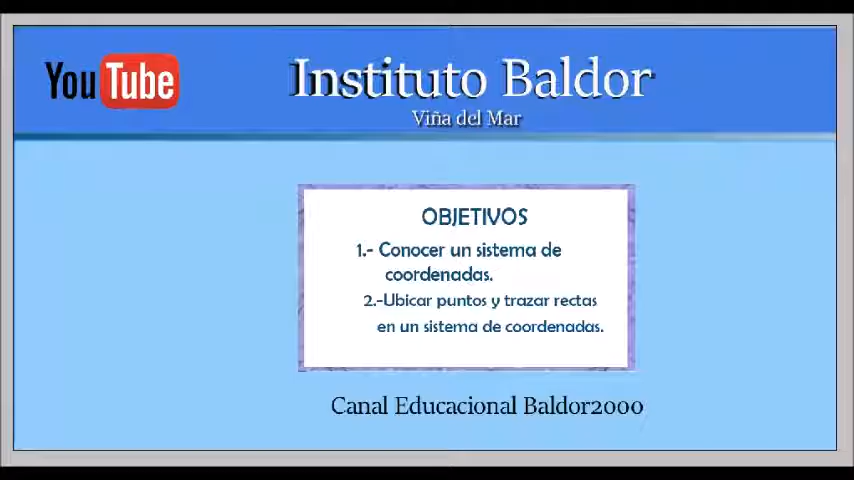 YouTube
Instituto Baldor
Viña del Mar
OBJETIVOS
1.- Conocer un sistema de
coordenadas.
2.-Ubicar puntos y trazar rectas
en un sistema de coordenadas.
Canal Educacional Baldor2000